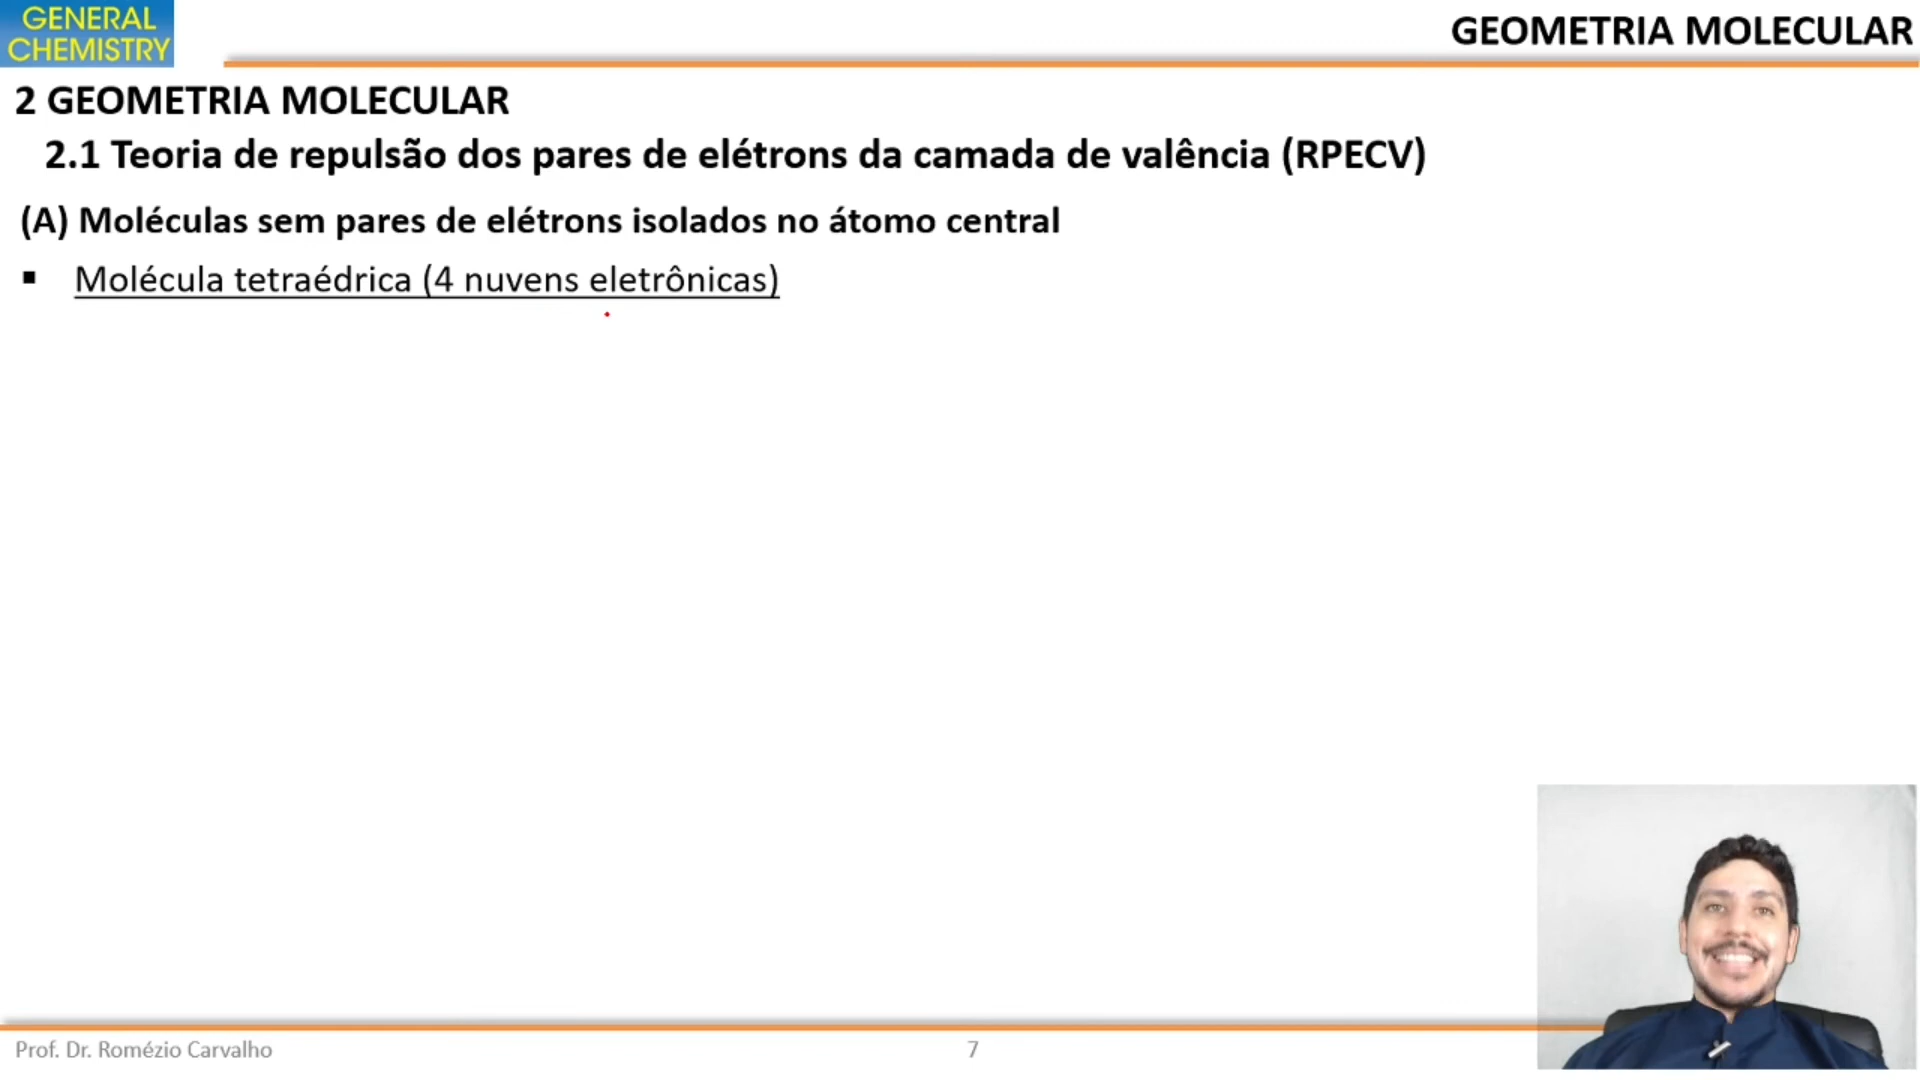 GENERAL
CHEMISTRY
GEOMETRIA MOLECULAR
2 GEOMETRIA MOLECULAR
2.1 Teoria de repulsão dos pares de elétrons da camada de valência (RPECV)
(A) Moléculas sem pares de elétrons isolados no átomo central
▪ Molécula tetraédrica (4 nuvens eletrônicas)
Prof. Dr. Romézio Carvalho
7